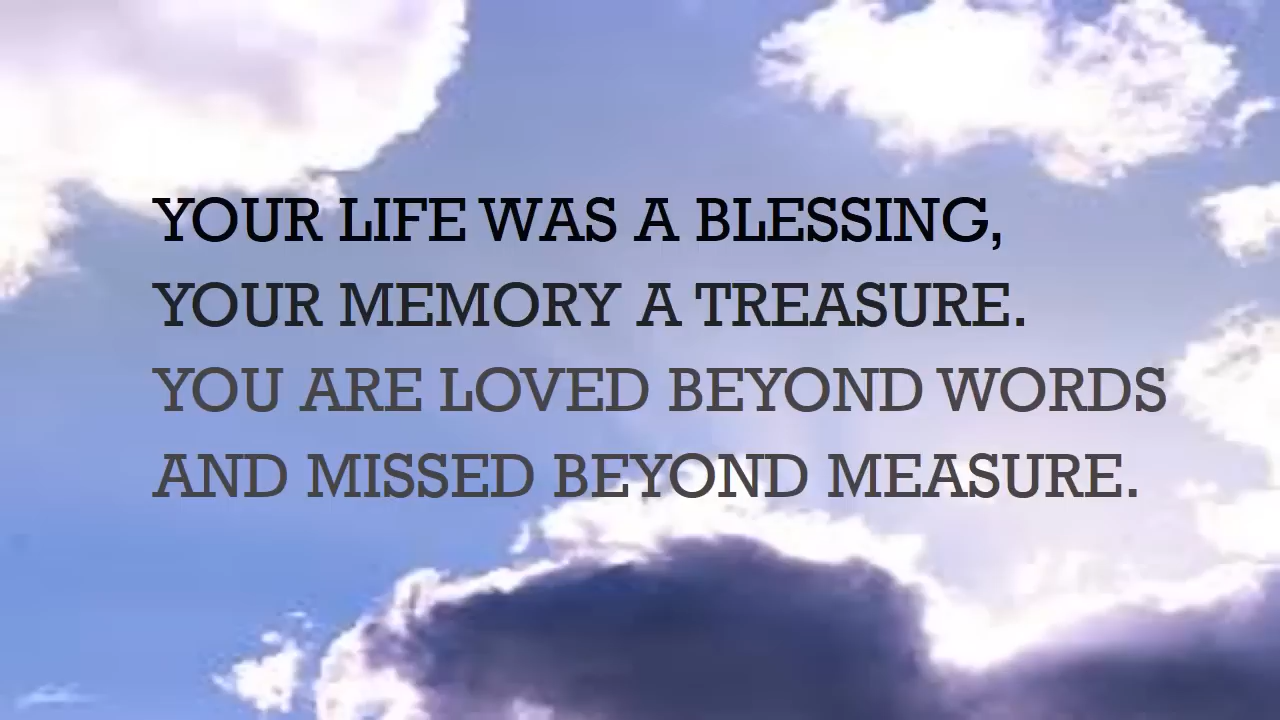 YOUR LIFE WAS A BLESSING,
YOUR MEMORY A TREASURE.
YOU ARE LOVED BEYOND WORDS
AND MISSED BEYOND MEASURE.